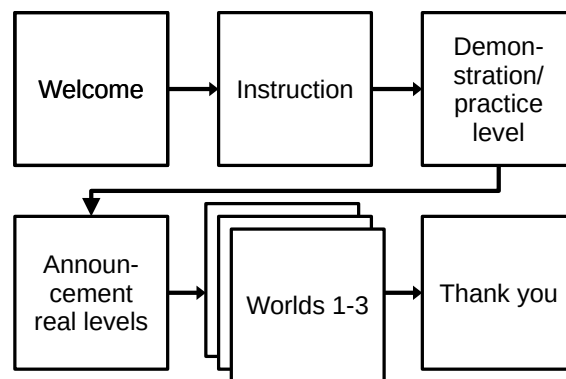 Welcome
Instruction
Demon-
stration/
practice
level
Announ-
cement
real levels
Worlds 1-3
Thank you